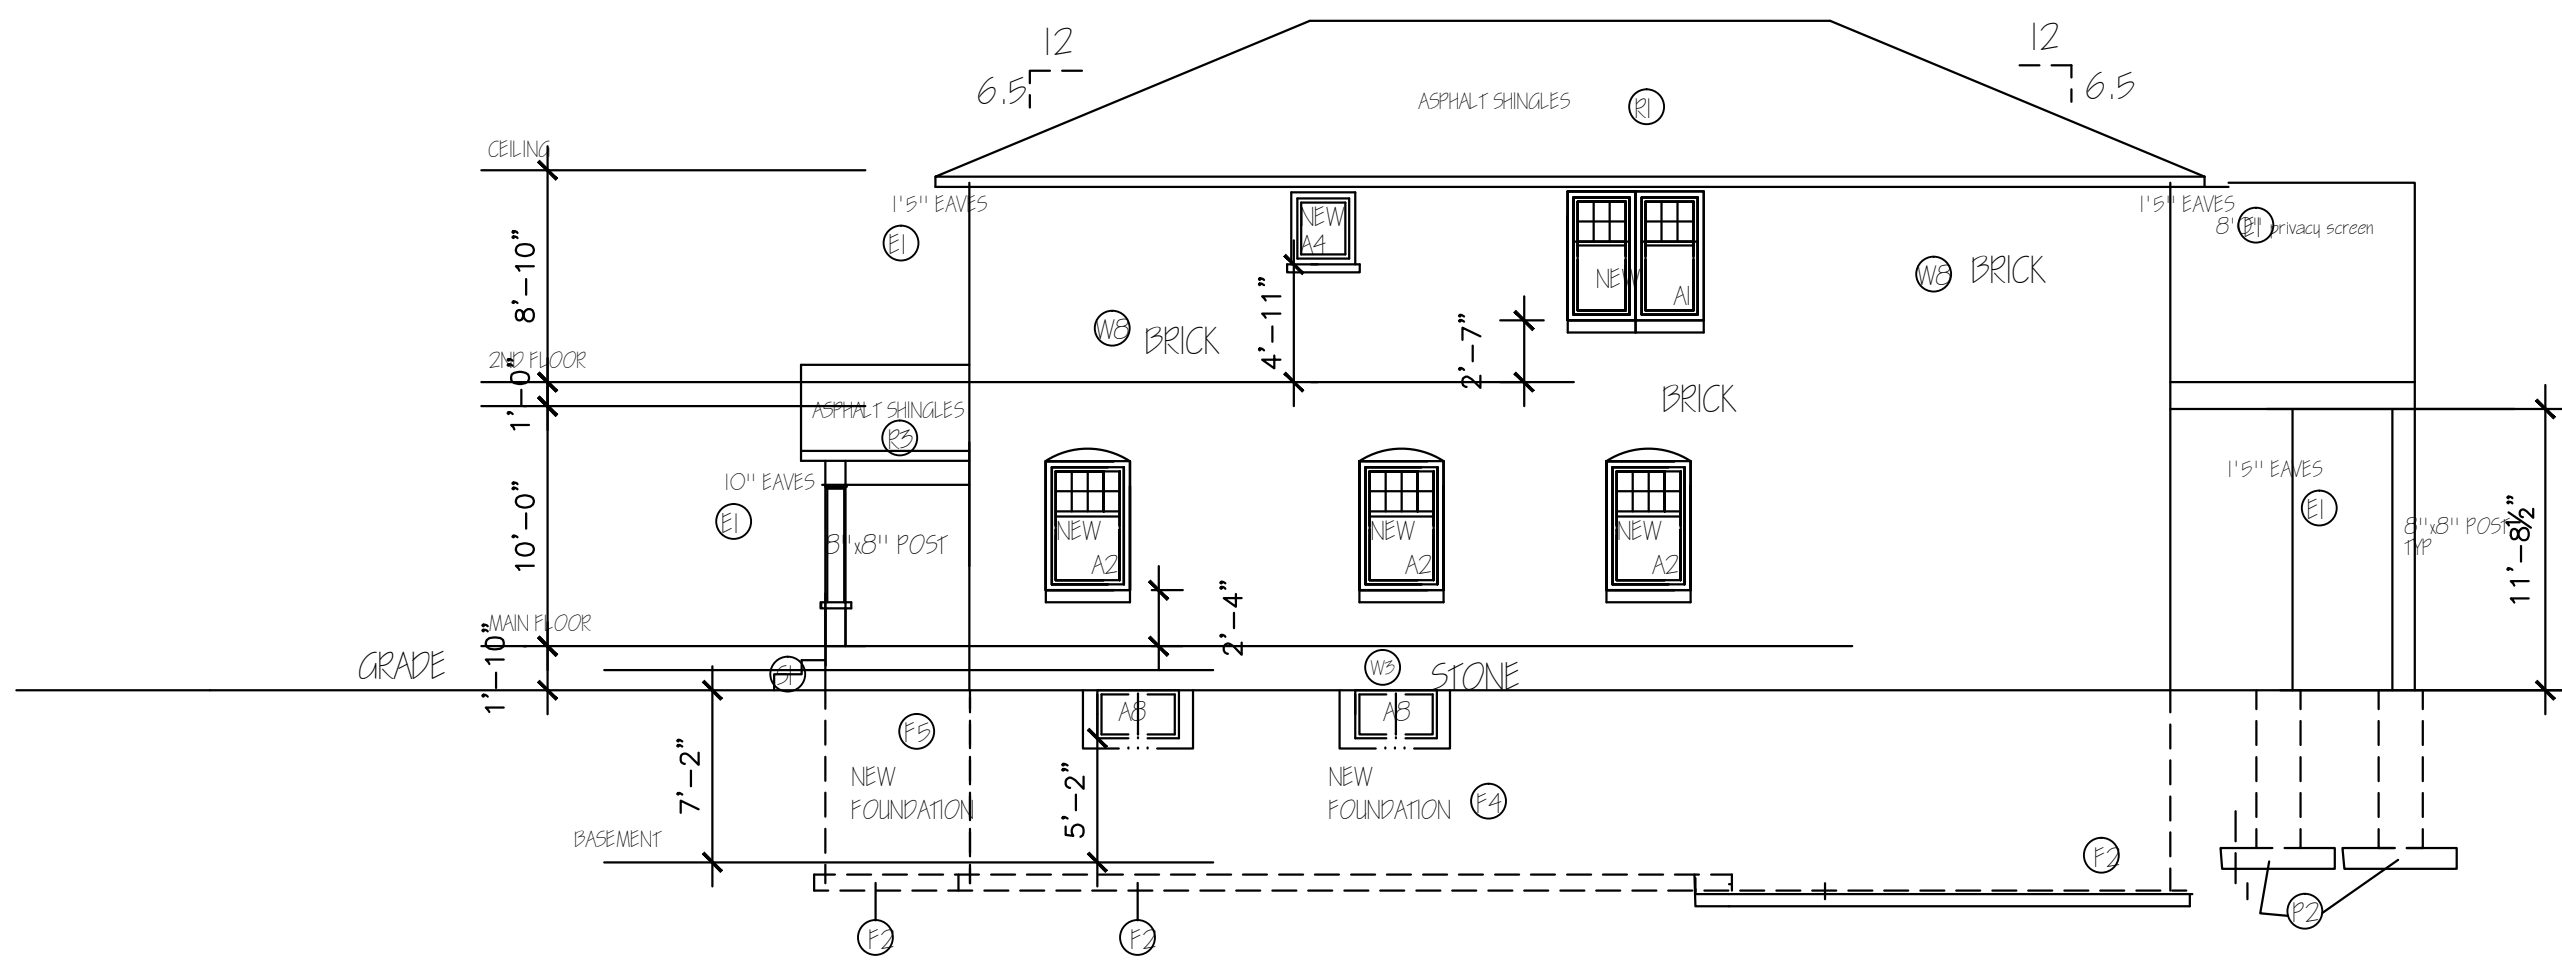 12
12
6.5
6.5
ASPHALT SHINGLES
R1
CEILING
1'5" EAVES
E1
NEW
A4
NEW
A1
1'5" EAVES
E1
privacy screen
W8
BRICK
W8
BRICK
8'-10"
4'-11"
2'-7"
2ND FLOOR
1'-0"
BRICK
ASPHALT SHINGLES
R3
10" EAVES
E1
1'5" EAVES
E1
10'-0"
8"x8" POST
NEW
A2
NEW
A2
NEW
A2
8"x8" POST
TYP
11'-8½"
MAIN FLOOR
2'-4"
GRADE
1'-10"
S1
W3
STONE
A8
A8
F5
7'-2"
5'-2"
NEW
FOUNDATION
NEW
FOUNDATION
F4
BASEMENT
F2
F2
F2
P2